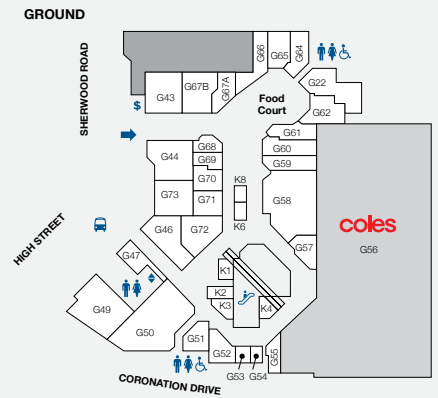 GROUND
SHERWOOD ROAD
G66
G65
G64
G22
G43
G67B
G67A
$
Food
Court
G62
G61
G68
G60
G44
G69
G59
G70
K8
G73
G71
G58
K6
coles
G46
G72
G57
G56
HIGH STREET
G47
K1
K2
K3
K4
G49
G50
G51
G52
G55
G53
G54
CORONATION DRIVE